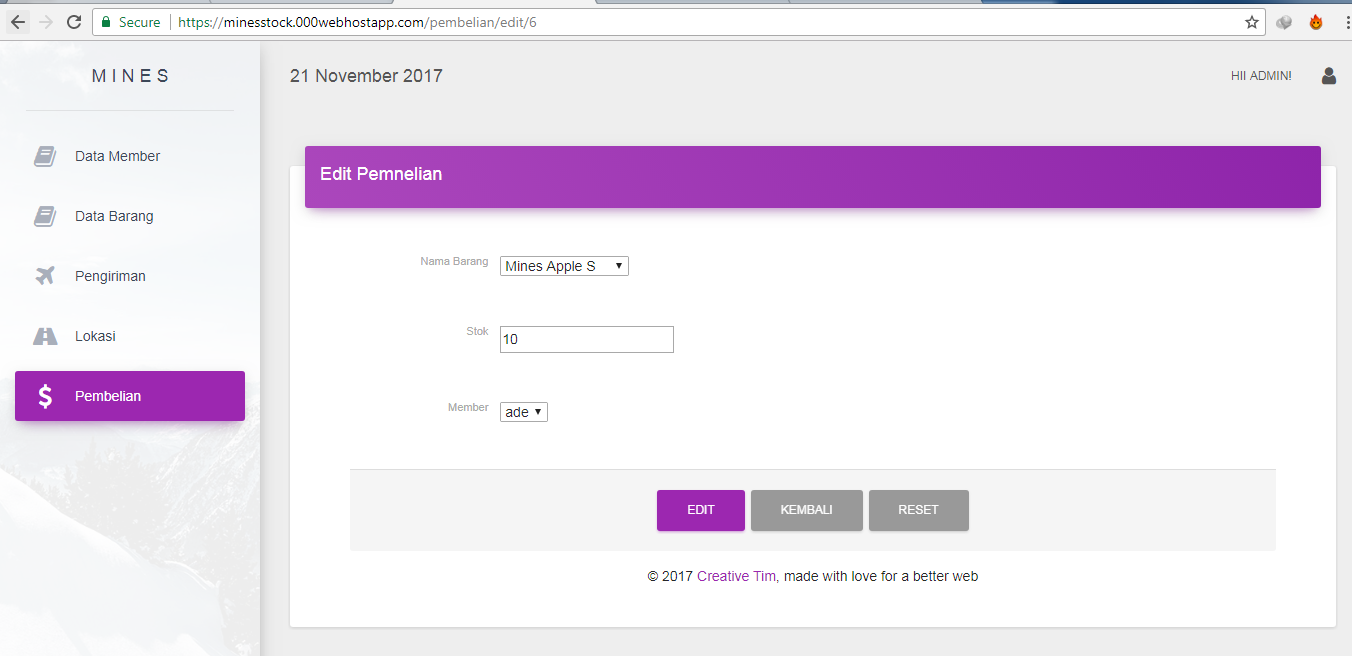 Secure https://minesstock.000webhostapp.com/pembelian/edit/6
MINES
21 November 2017
HII ADMIN!
Data Member
Data Barang
Pengiriman
Lokasi
Pembelian
Edit Pemnelian
Nama Barang Mines Apple S
Stok 10
Member ade
EDIT KEMBALI RESET
© 2017 Creative Tim, made with love for a better web